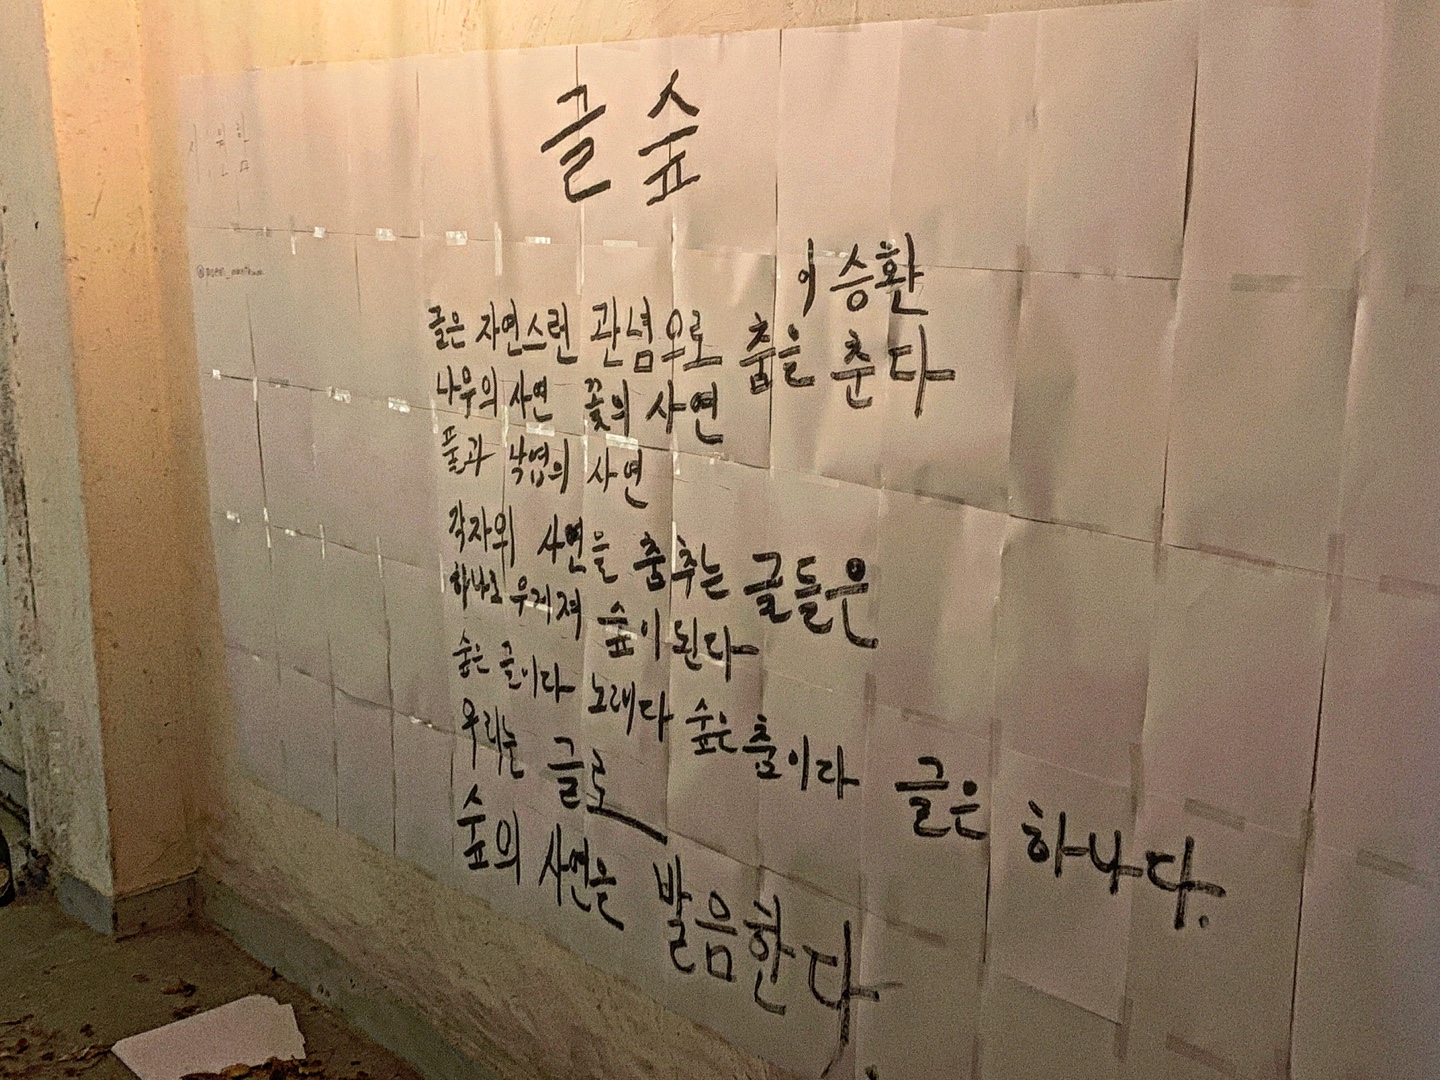 글 숲
이승환
글은 자연스런 관념으로 춤을 춘다
나무의 사연 꽃의 사연
풀과 낙엽의 사연
각자의 사연을 춤추는 글들은
하나로 우거져 숲이 된다
숲은 글이다 노래다 숲은 춤이다 글은 하나다.
우리는 글로
숲의 사연을 발음한다.